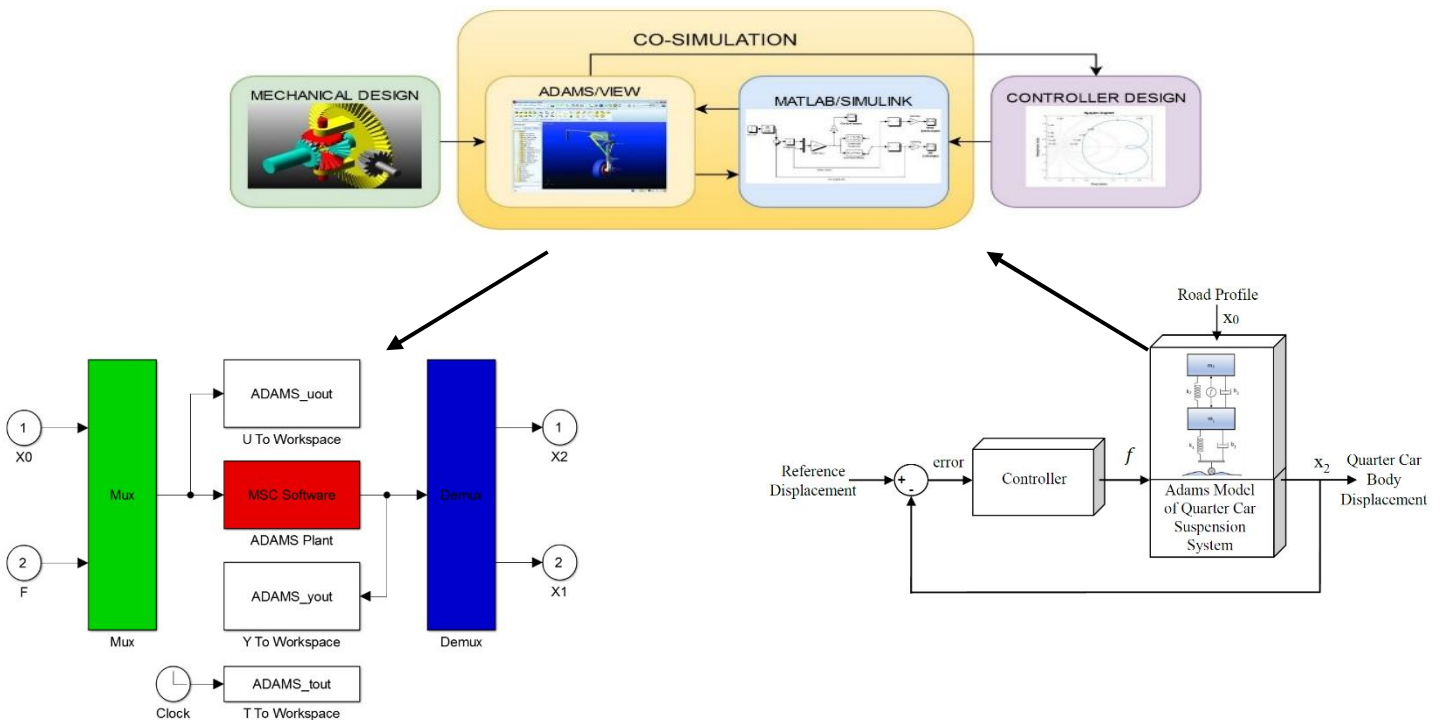 CO-SIMULATION
MECHANICAL DESIGN
ADAMS/VIEW
MATLAB/SIMULINK
CONTROLLER DESIGN
1
X0
2
F
Mux
Mux
ADAMS_uout
U To Workspace
MSC Software
ADAMS Plant
ADAMS_yout
Y To Workspace
Clock
ADAMS_tout
T To Workspace
Demux
Demux
1
X2
2
X1
Road Profile
x0
Reference
Displacement
+
-
error
Controller
f
Adams Model
of Quarter Car
Suspension
System
x2
Quarter Car
Body
Displacement